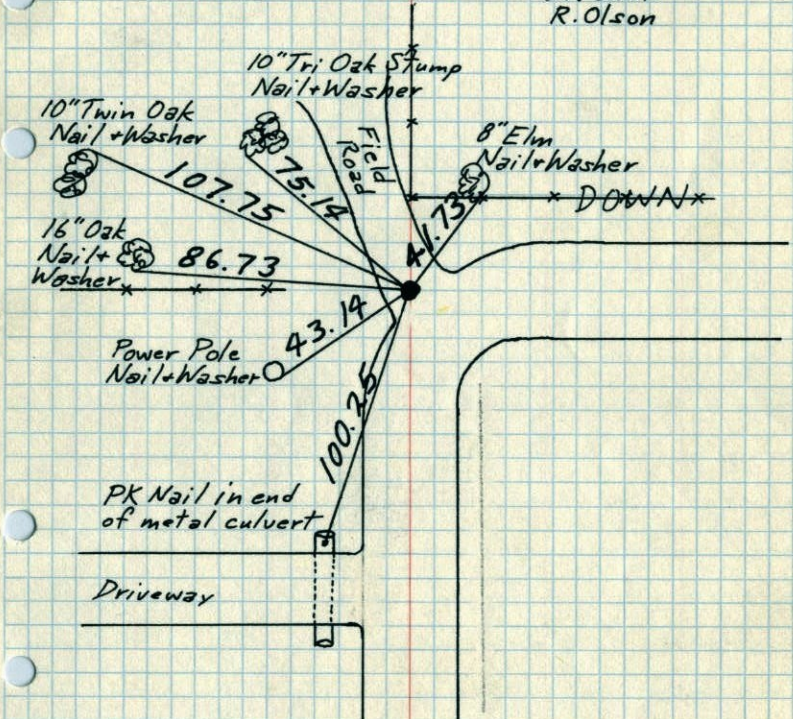 R. Olson
10" Tri Oak Stump
Nail + Washer
10" Twin Oak
Nail + Washer
Field
Road
8" Elm
Nail + Washer
107.75
75.14
41.73
DOWN
16" Oak
Nail +
Washer
86.73
43.14
Power Pole
Nail + Washer
100.25
PK Nail in end
of metal culvert
Driveway